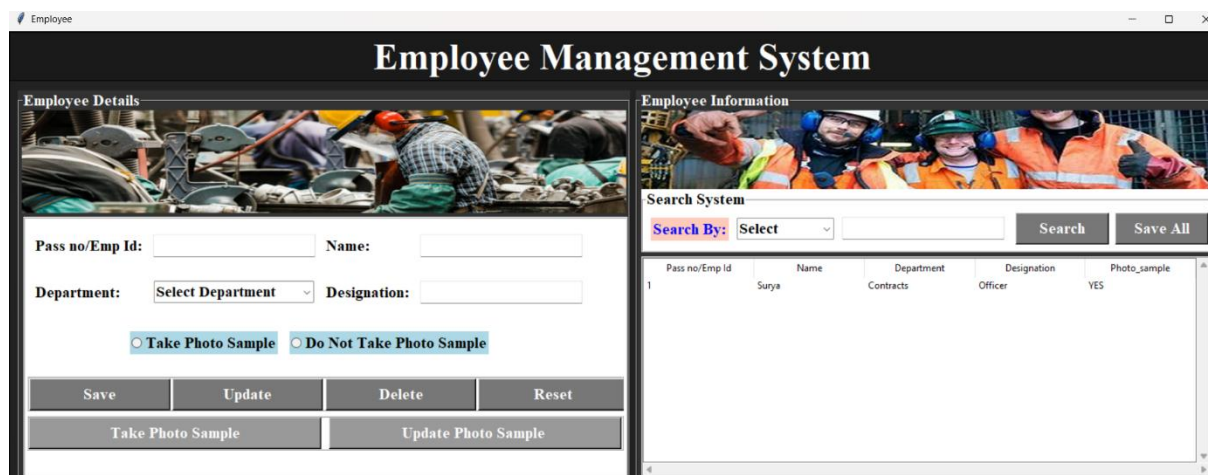 Employee
Employee Management System
Employee Details
Pass no/Emp Id:
Name:
Department:
Select Department
Designation:
Take Photo Sample
Do Not Take Photo Sample
Save
Update
Delete
Reset
Take Photo Sample
Update Photo Sample
Employee Information
Search System
Search By:
Select
Search
Save All
Pass no/Emp Id Name Department Designation Photo_sample
1 Surya Contracts Officer YES